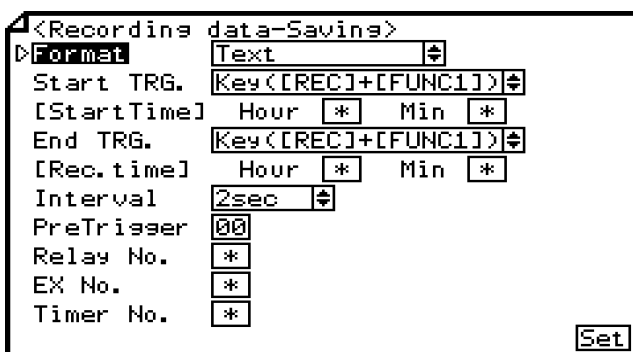 <Recording data-Saving>
Format Text
Start TRG. Key([REC]+[FUNC1])
[StartTime] Hour * Min *
End TRG. Key([REC]+[FUNC1])
[Rec.time] Hour * Min *
Interval 2sec
PreTrigger 00
Relay No. *
EX No. *
Timer No. *
Set